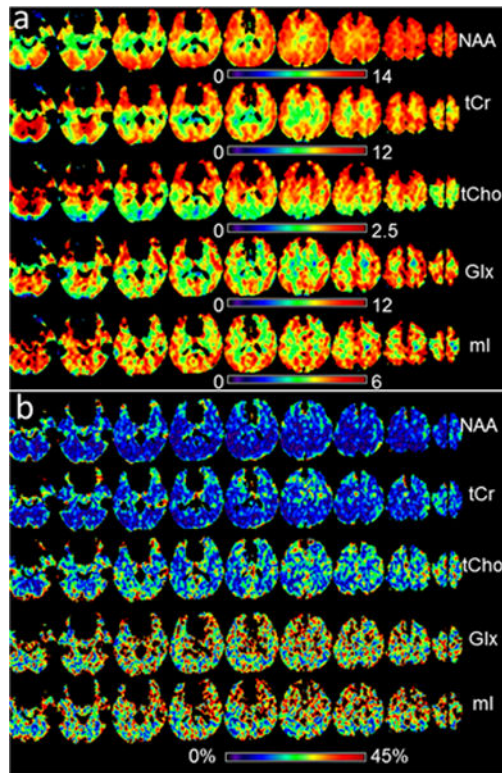 a
NAA
0 14
tCr
0 12
tCho
0 2.5
Glx
0 12
mI
0 6
b
NAA
tCr
tCho
Glx
mI
0% 45%